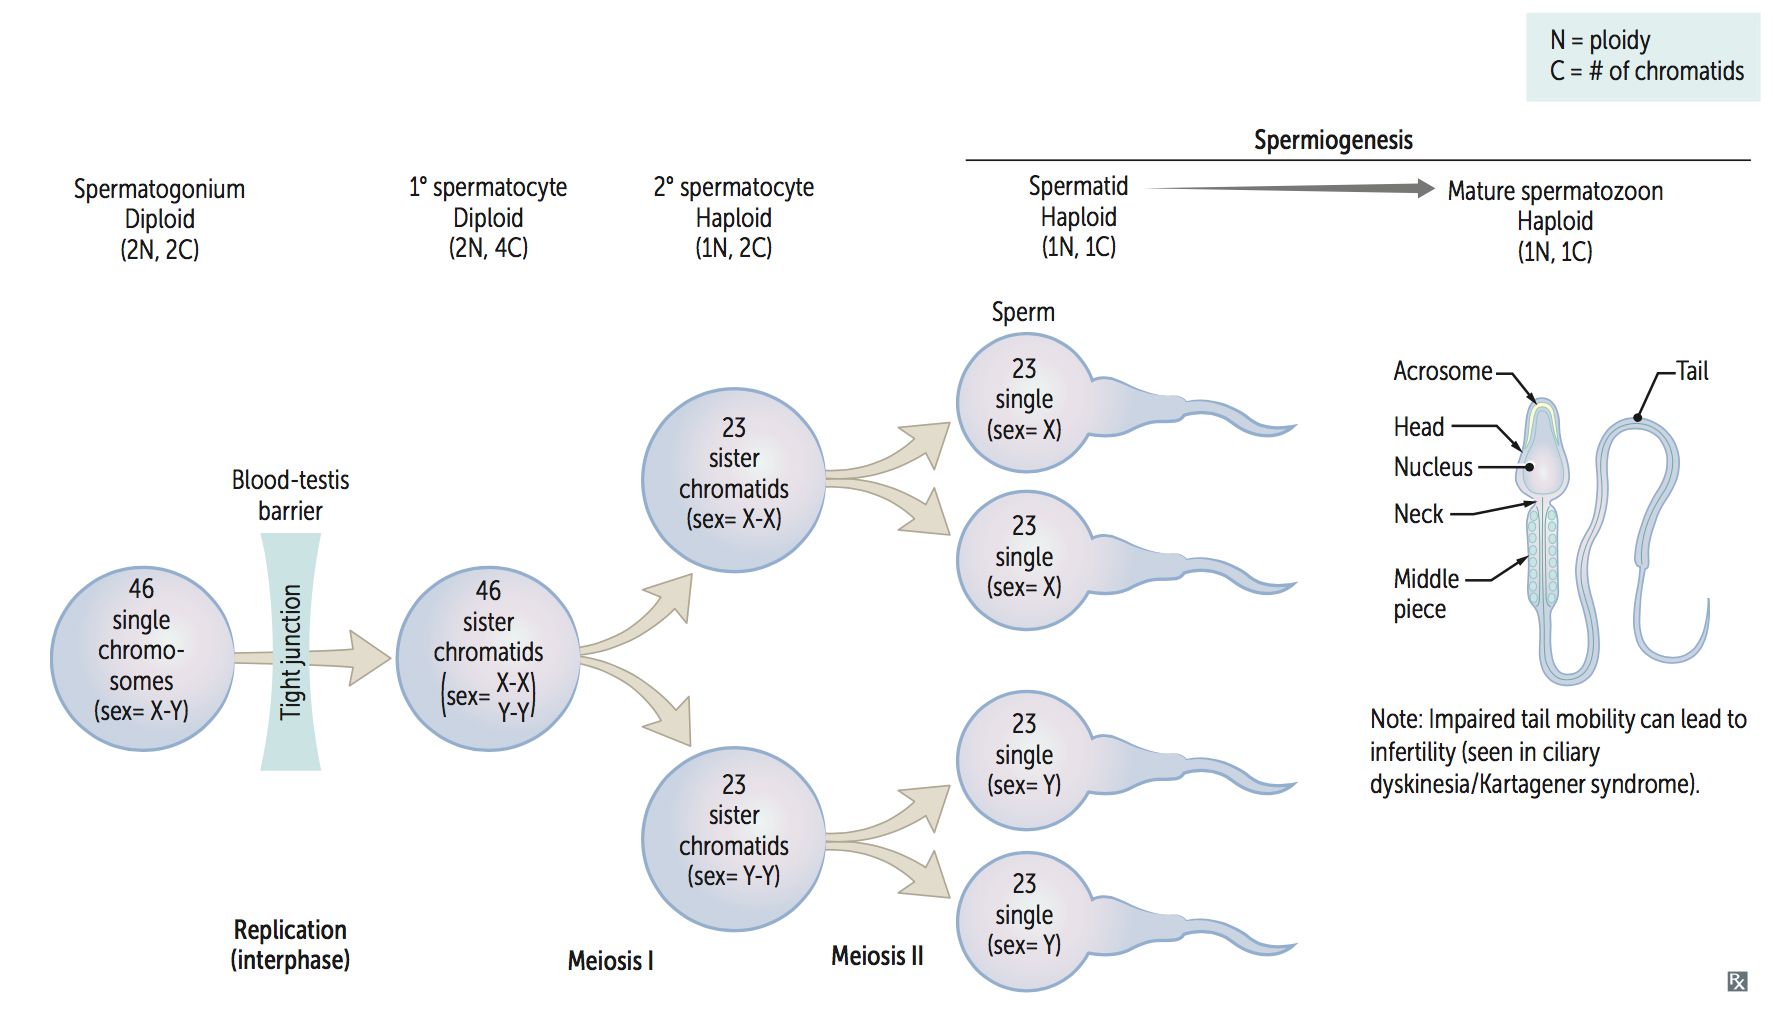 N = ploidy
C = # of chromatids
Spermiogenesis
Spermatogonium
Diploid
(2N, 2C)
1° spermatocyte
Diploid
(2N, 4C)
2° spermatocyte
Haploid
(1N, 2C)
Spermatid
Haploid
(1N, 1C)
Mature spermatozoon
Haploid
(1N, 1C)
Blood-testis
barrier
Tight junction
46
single
chromo-
somes
(sex= X-Y)
46
sister
chromatids
(sex= X-X
Y-Y)
23
sister
chromatids
(sex= X-X)
23
sister
chromatids
(sex= Y-Y)
Sperm
23
single
(sex= X)
23
single
(sex= X)
23
single
(sex= Y)
23
single
(sex= Y)
Acrosome
Tail
Head
Nucleus
Neck
Middle
piece
Note: Impaired tail mobility can lead to
infertility (seen in ciliary
dyskinesia/Kartagener syndrome).
Replication
(interphase)
Meiosis I
Meiosis II
Rx